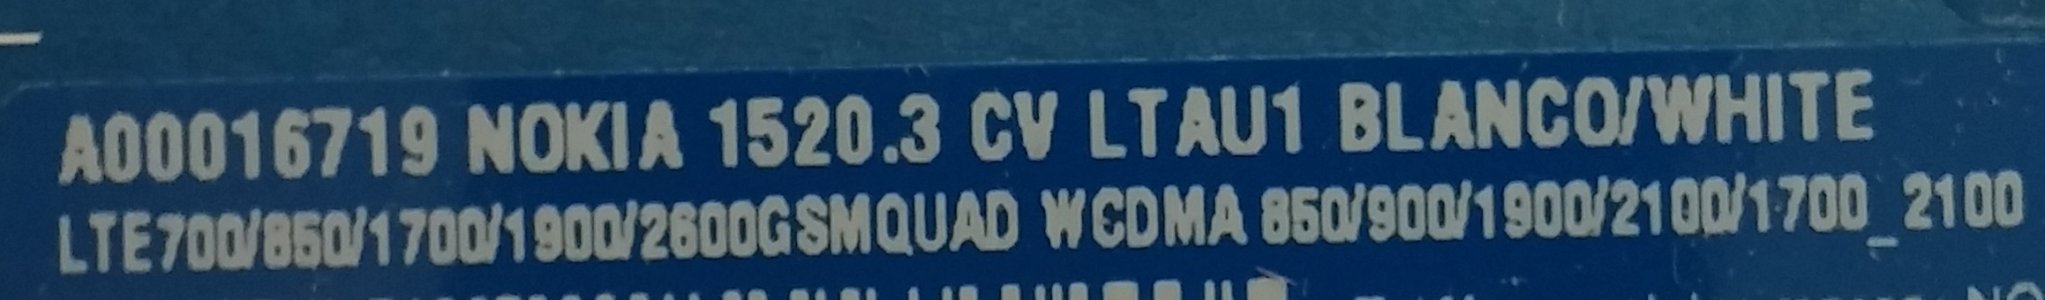 A00016719 NOKIA 1520.3 CV LTAU1 BLANCO/WHITE
LTE700/850/1700/1900/2600GSMQUAD WCDMA 850/900/1900/2100/1700_2100